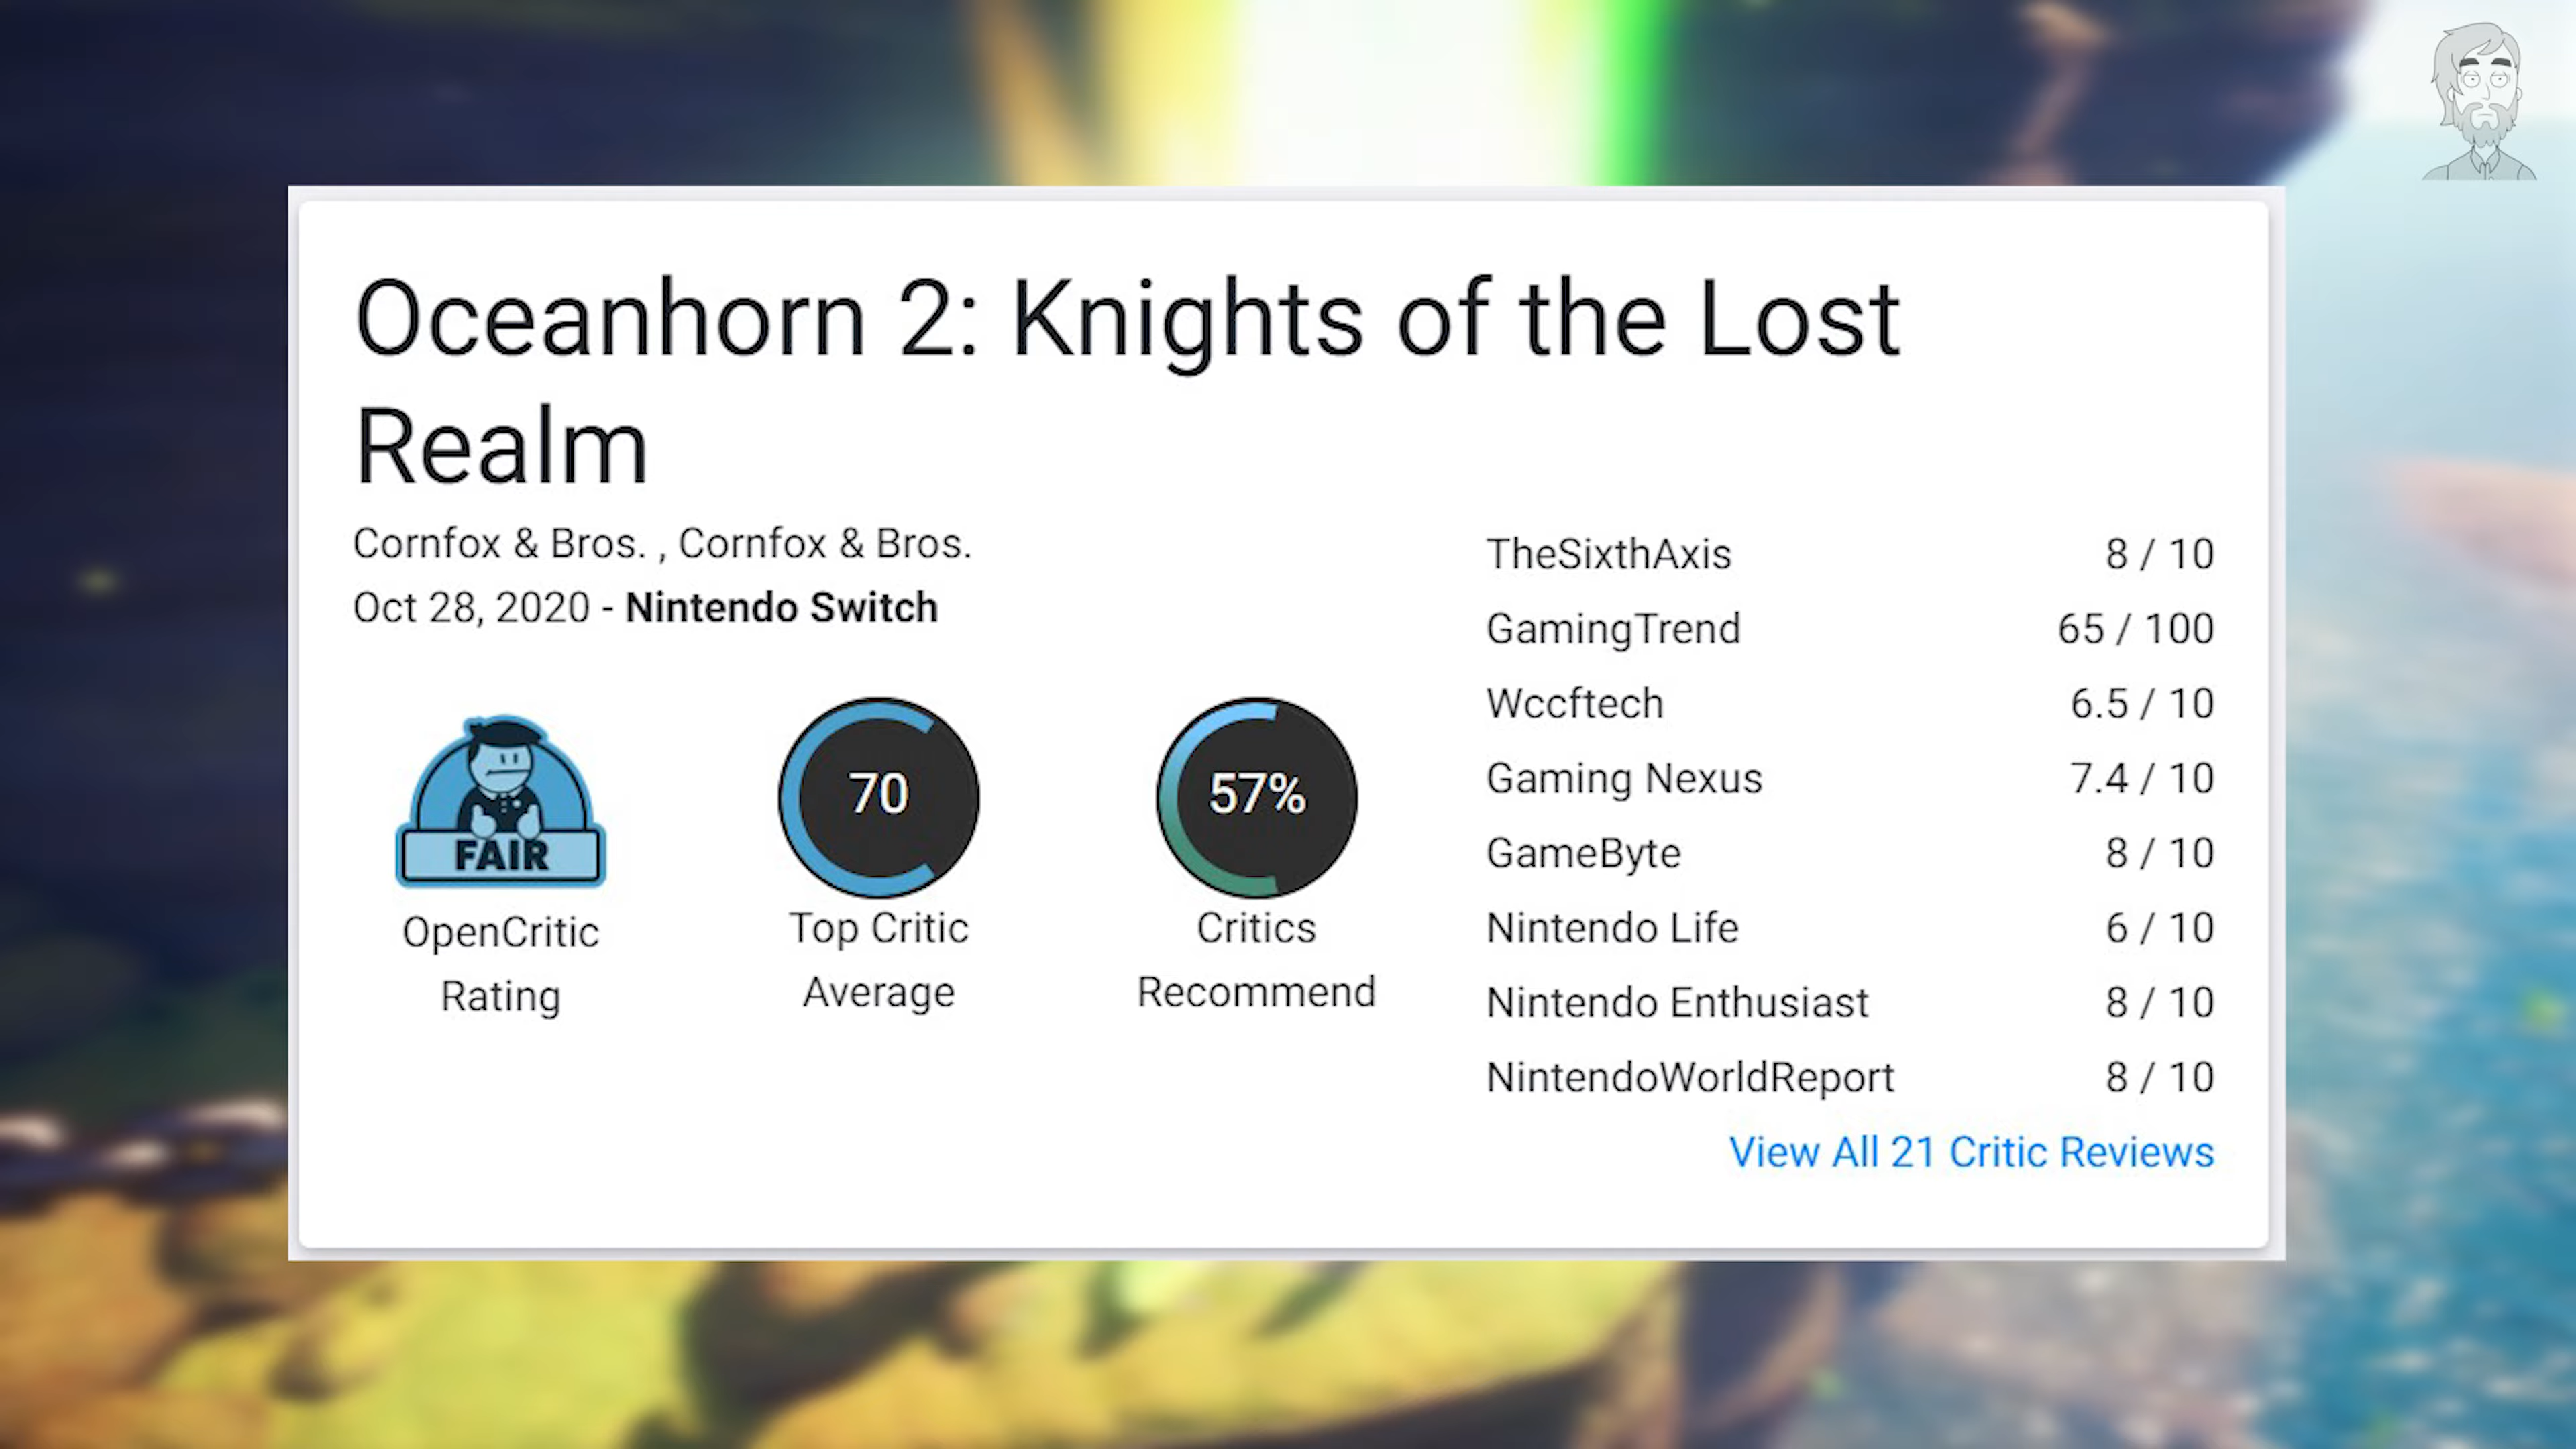 Oceanhorn 2: Knights of the Lost
Realm
Cornfox & Bros. , Cornfox & Bros.
Oct 28, 2020 - Nintendo Switch
FAIR
OpenCritic
Rating
70
Top Critic
Average
57%
Critics
Recommend
TheSixthAxis 8 / 10
GamingTrend 65 / 100
Wccftech 6.5 / 10
Gaming Nexus 7.4 / 10
GameByte 8 / 10
Nintendo Life 6 / 10
Nintendo Enthusiast 8 / 10
NintendoWorldReport 8 / 10
View All 21 Critic Reviews